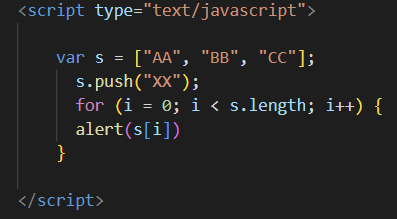 <script type="text/javascript">
var s = ["AA", "BB", "CC"];
s.push("XX");
for (i = 0; i < s.length; i++) {
alert(s[i])
}
</script>